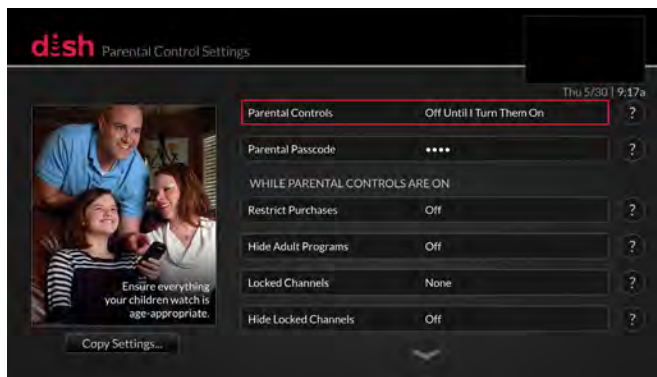 dish Parental Control Settings
Thu 5/30 | 9:17a
Parental Controls Off Until I Turn Them On ?
Parental Passcode •••• ?
WHILE PARENTAL CONTROLS ARE ON
Restrict Purchases Off ?
Hide Adult Programs Off ?
Locked Channels None ?
Hide Locked Channels Off ?
Ensure everything
your children watch is
age-appropriate.
Copy Settings...